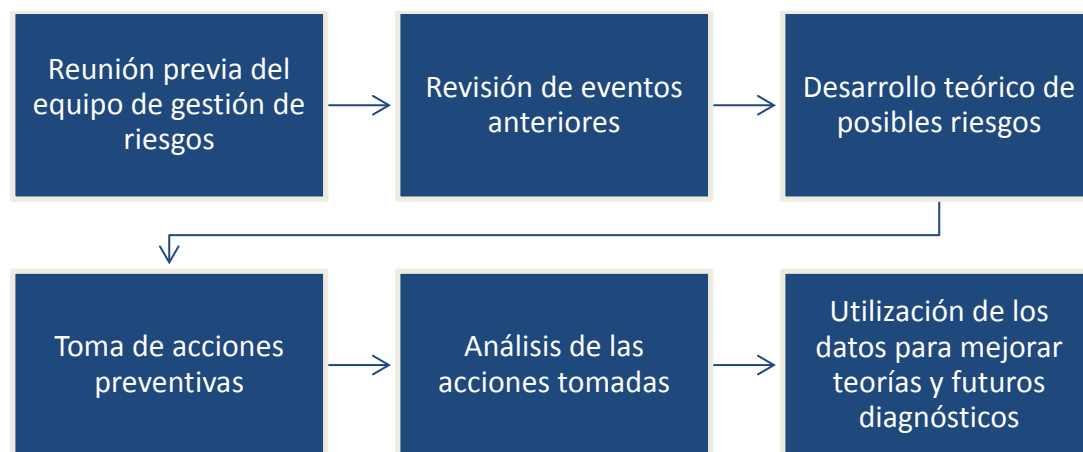 Reunión previa del
equipo de gestión de
riesgos
Revisión de eventos
anteriores
Desarrollo teórico de
posibles riesgos
Toma de acciones
preventivas
Análisis de las
acciones tomadas
Utilización de los
datos para mejorar
teorías y futuros
diagnósticos